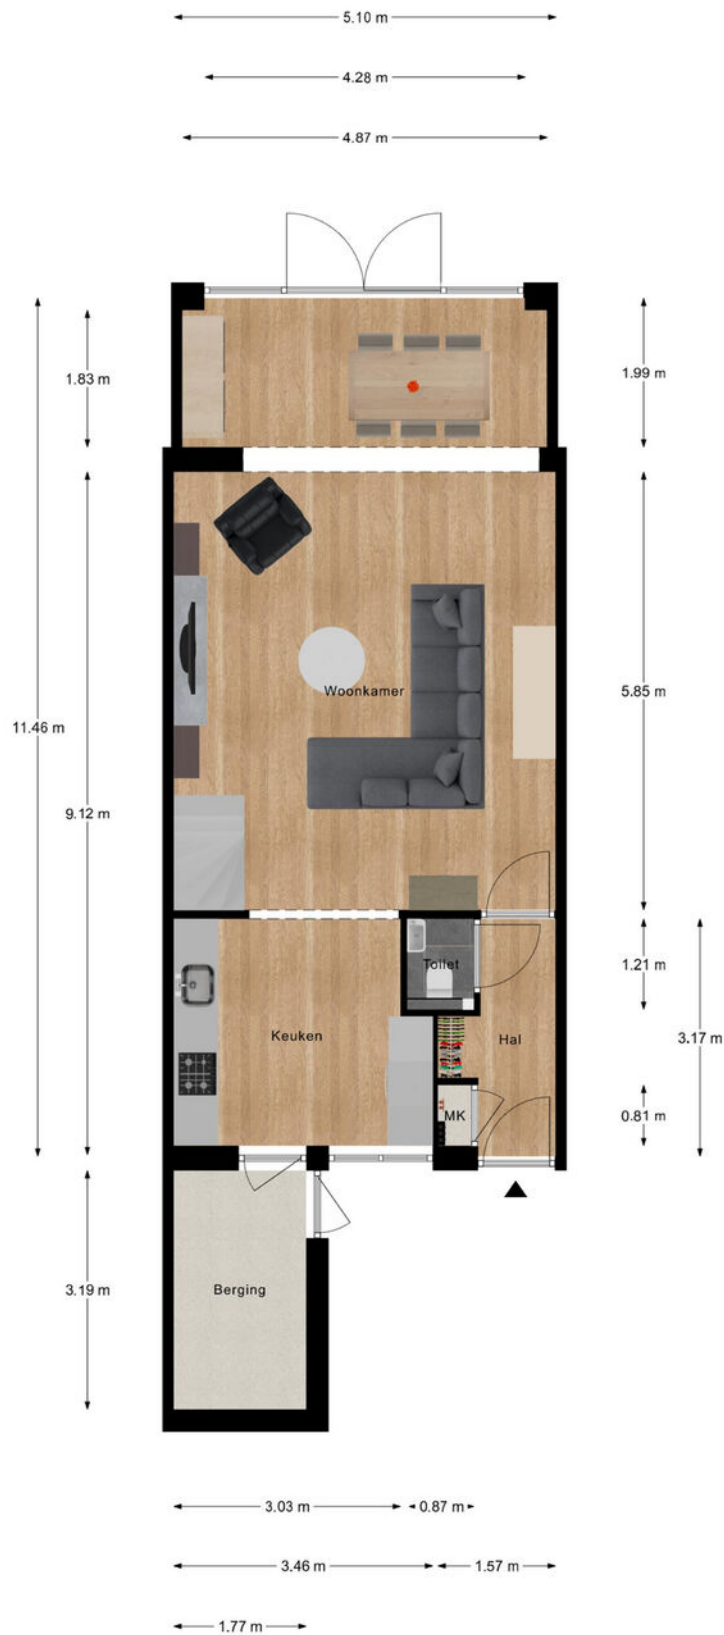 5.10 m
4.28 m
4.87 m
1.83 m
1.99 m
11.46 m
9.12 m
Woonkamer
5.85 m
Keuken
Toilet
1.21 m
Hal
3.17 m
MK
0.81 m
Berging
3.19 m
3.03 m
0.87 m
3.46 m
1.57 m
1.77 m